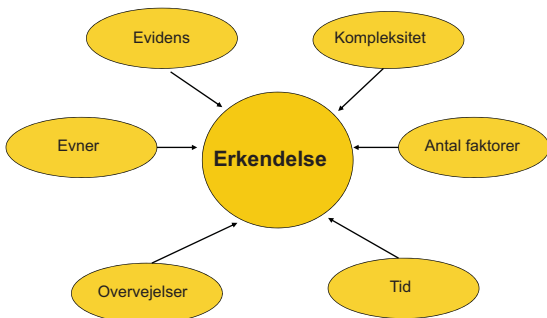 Evidens
Kompleksitet
Evner
Erkendelse
Antal faktorer
Overvejelser
Tid